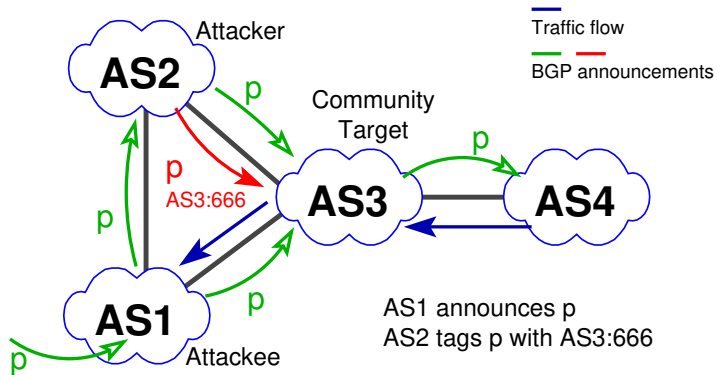 Attacker
Traffic flow
BGP announcements
AS2
p
p
Community
Target
p
p
AS3:666
p
AS3
AS4
p
AS1
p
Attackee
AS1 announces p
AS2 tags p with AS3:666